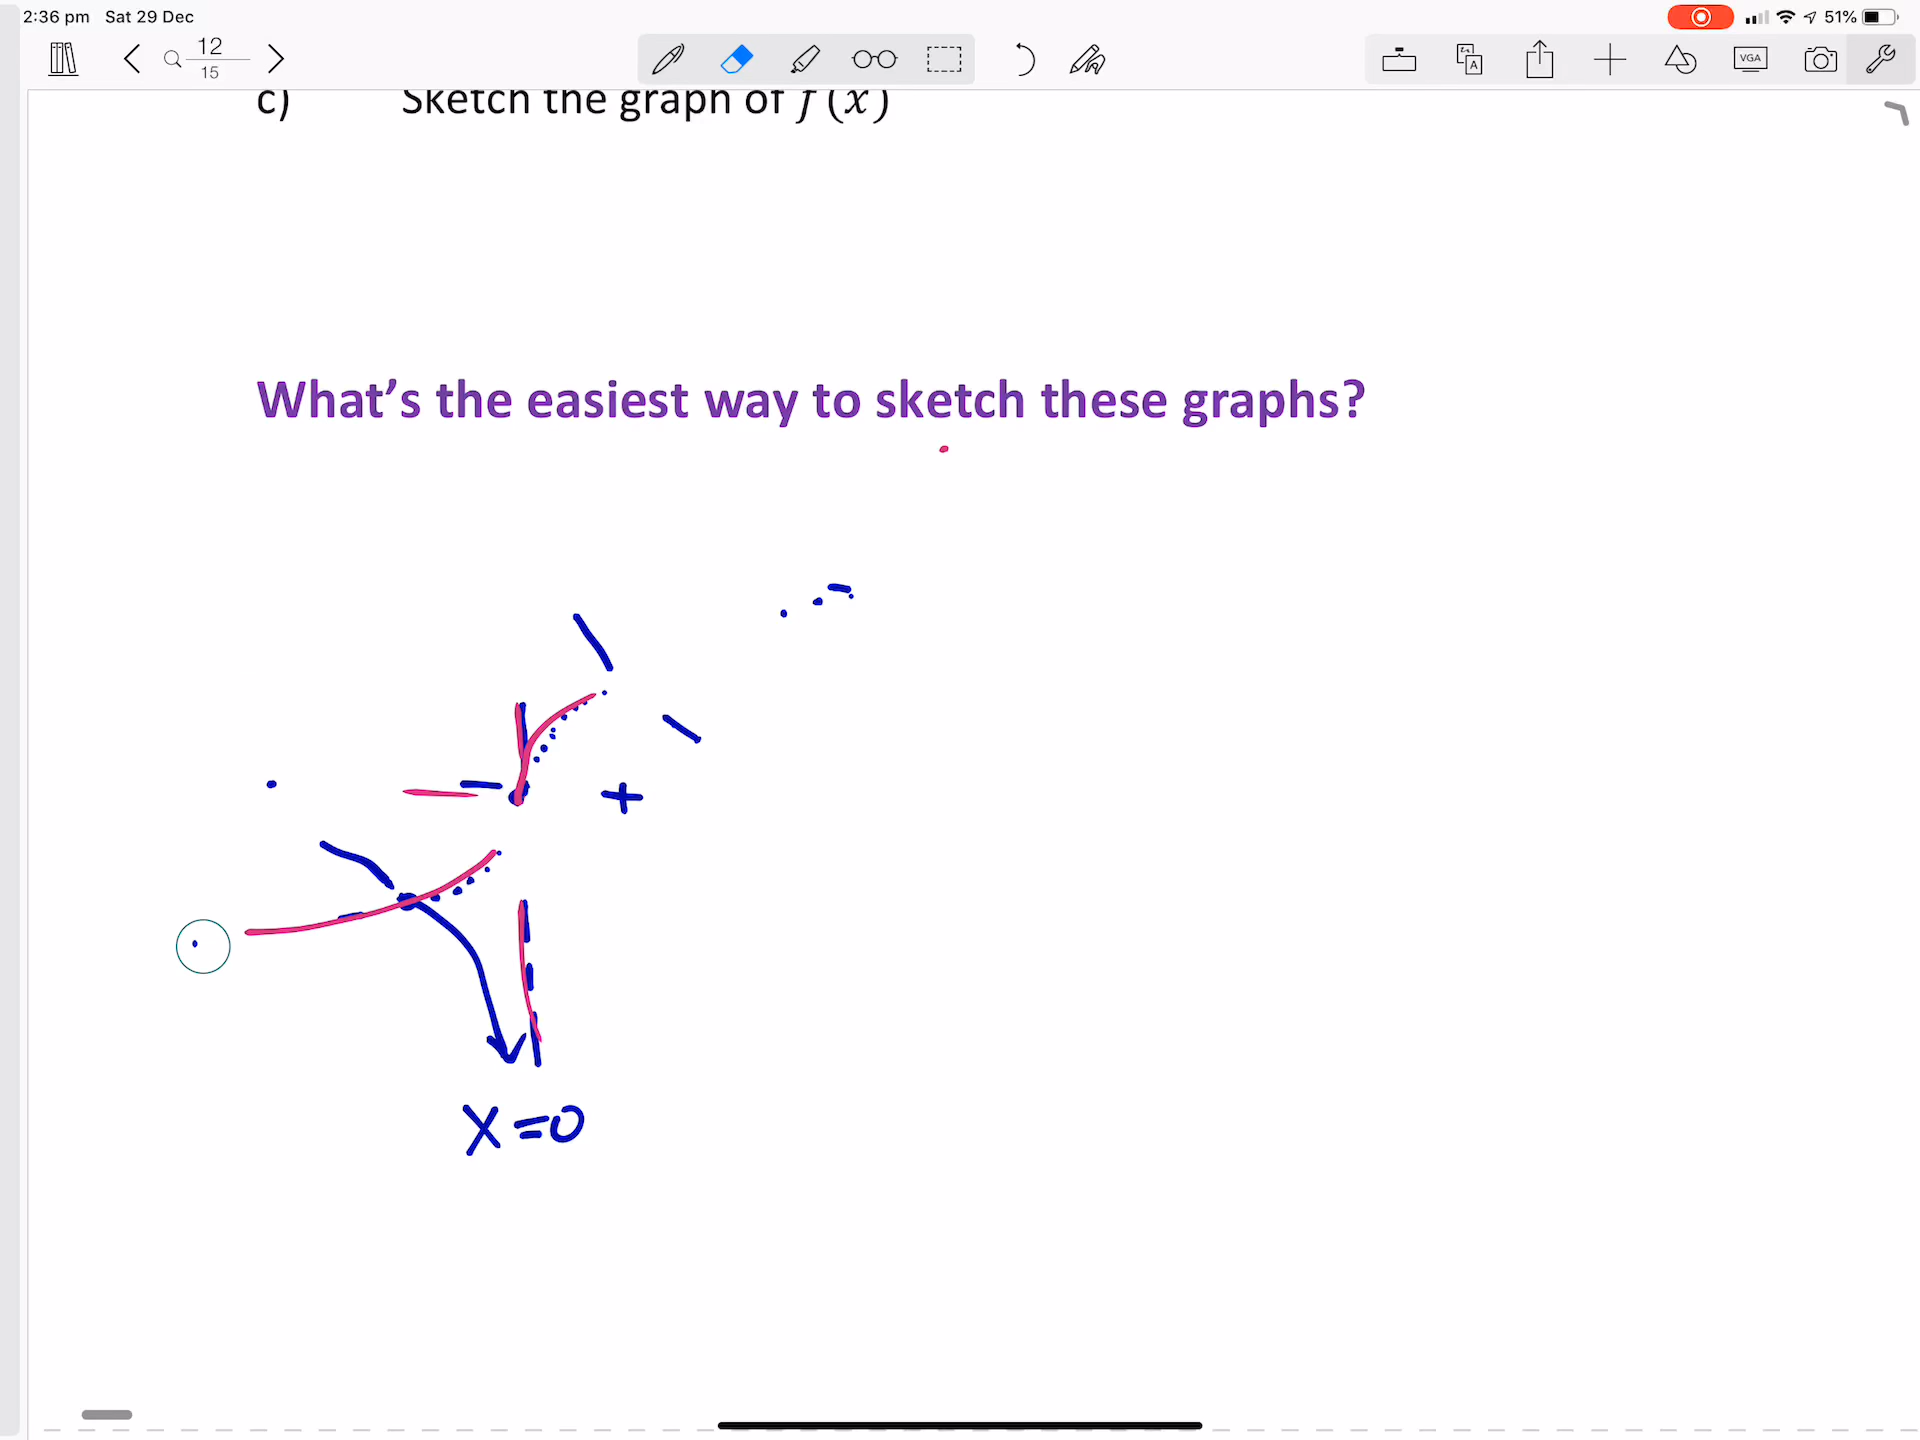 2:36 pm Sat 29 Dec 51%
12
15
A
VGA
c) Sketch the graph of f(x)
What’s the easiest way to sketch these graphs?
+
x=0